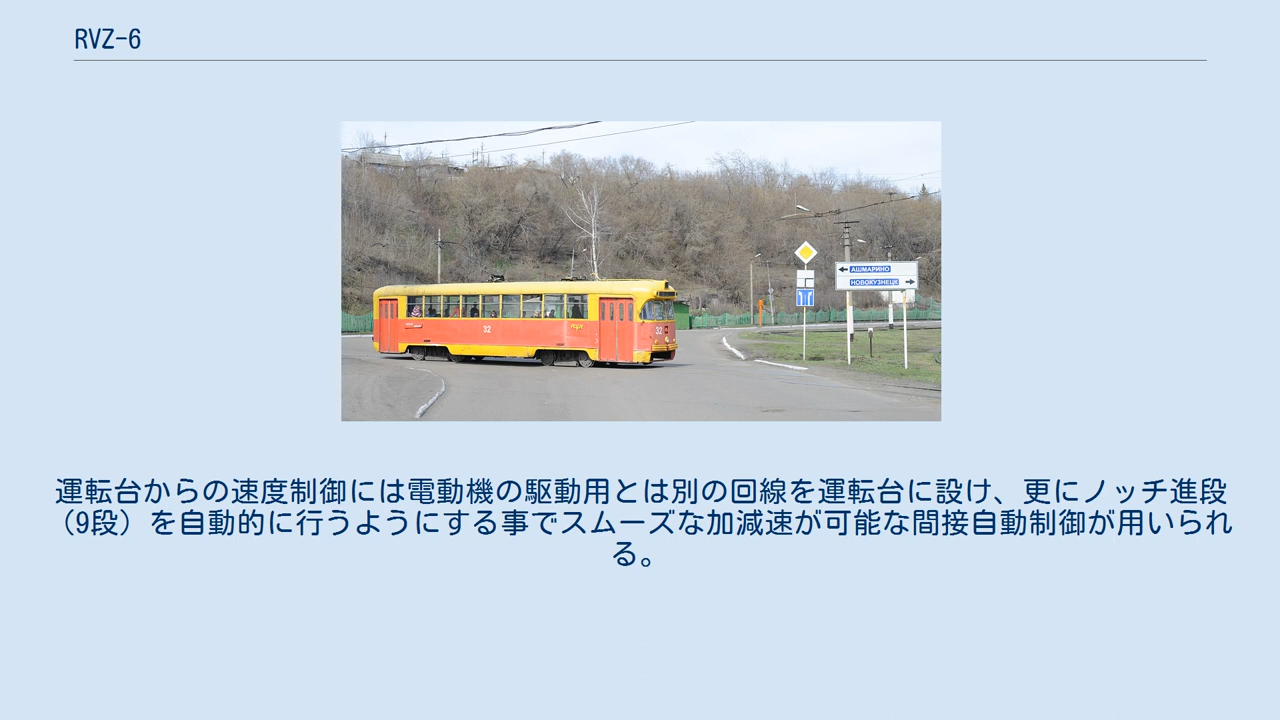 RVZ-6
АШМАРИНО
НОВОКУЗНЕЦК
32
32
運転台からの速度制御には電動機の駆動用とは別の回線を運転台に設け、更にノッチ進段
（9段）を自動的に行うようにする事でスムーズな加減速が可能な間接自動制御が用いられ
る。